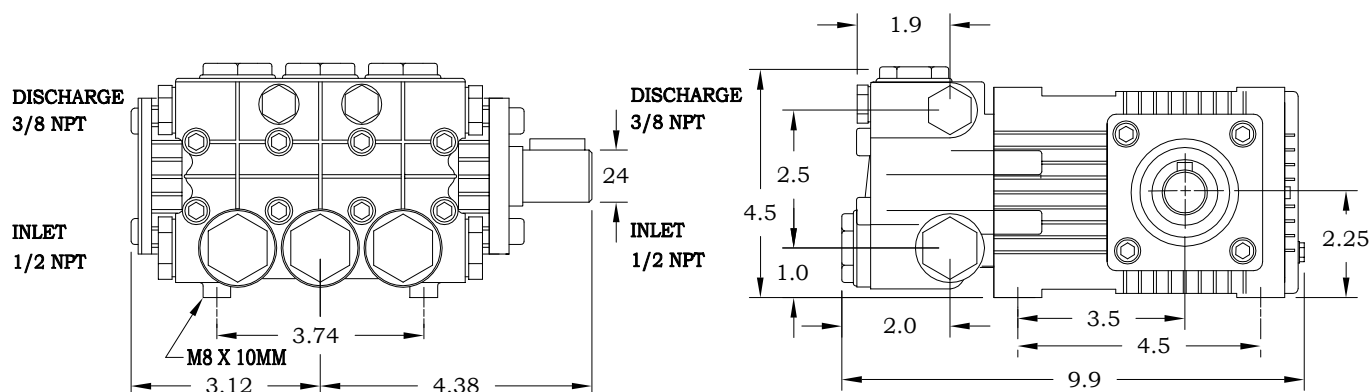 DISCHARGE
3/8 NPT
INLET
1/2 NPT
24
3.74
M8 X 10MM
3.12
4.38
DISCHARGE
3/8 NPT
INLET
1/2 NPT
1.9
2.5
4.5
1.0
2.0
2.25
3.5
4.5
9.9